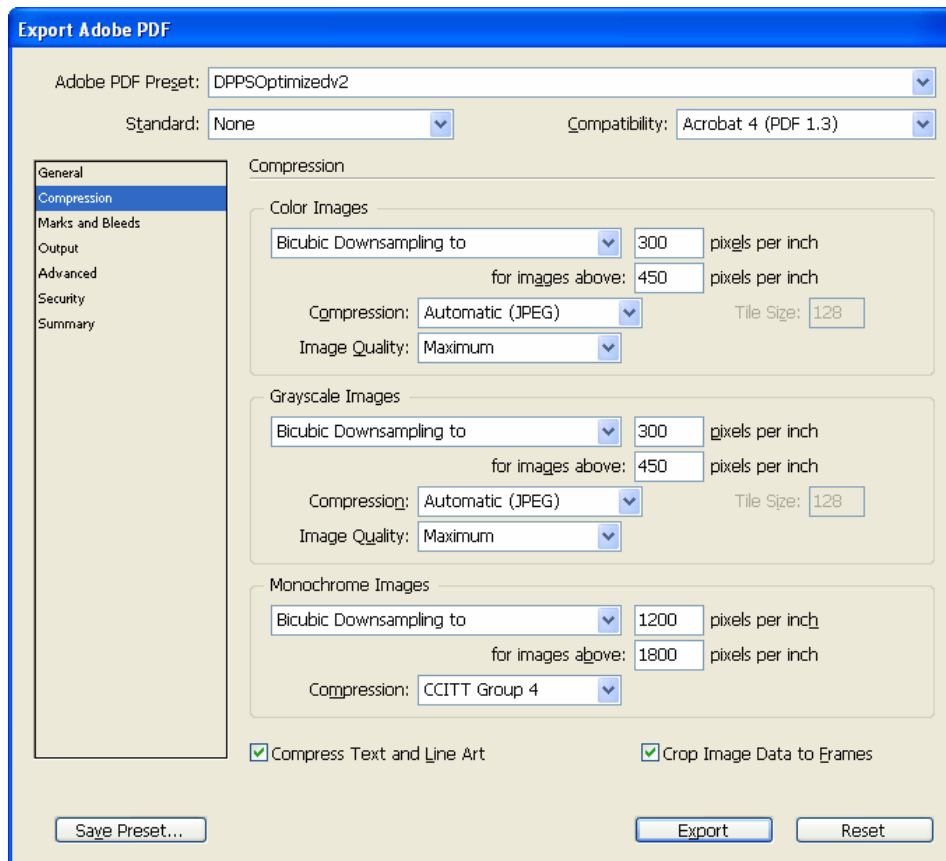 Export Adobe PDF
Adobe PDF Preset: DPPSOptimizedv2
Standard: None Compatibility: Acrobat 4 (PDF 1.3)
General
Compression
Marks and Bleeds
Output
Advanced
Security
Summary
Compression
Color Images
Bicubic Downsampling to 300 pixels per inch
for images above: 450 pixels per inch
Compression: Automatic (JPEG) Tile Size: 128
Image Quality: Maximum
Grayscale Images
Bicubic Downsampling to 300 pixels per inch
for images above: 450 pixels per inch
Compression: Automatic (JPEG) Tile Size: 128
Image Quality: Maximum
Monochrome Images
Bicubic Downsampling to 1200 pixels per inch
for images above: 1800 pixels per inch
Compression: CCITT Group 4
Compress Text and Line Art Crop Image Data to Frames
Save Preset... Export Reset